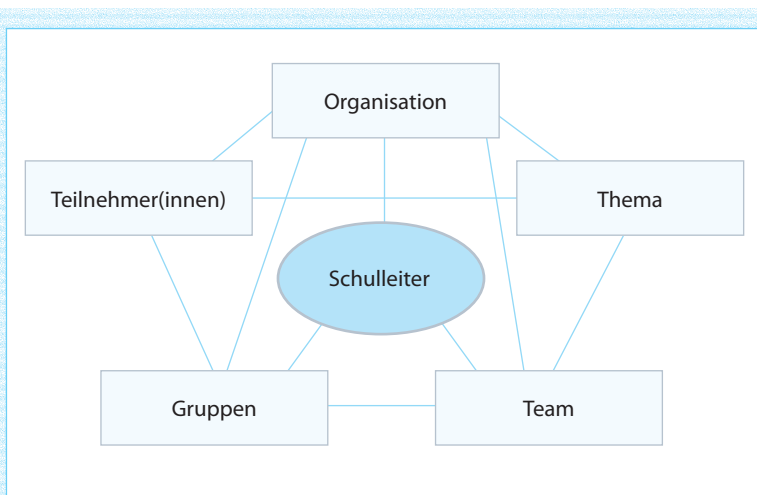 Organisation
Teilnehmer(innen)
Thema
Schulleiter
Gruppen
Team